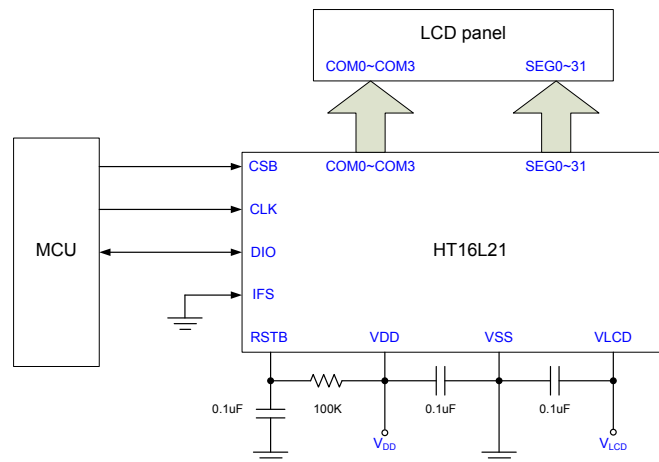 LCD panel
COM0~COM3 SEG0~31
COM0~COM3 SEG0~31
CSB
CLK
MCU DIO HT16L21
IFS
RSTB VDD VSS VLCD
0.1uF 100K 0.1uF 0.1uF
VDD VLCD